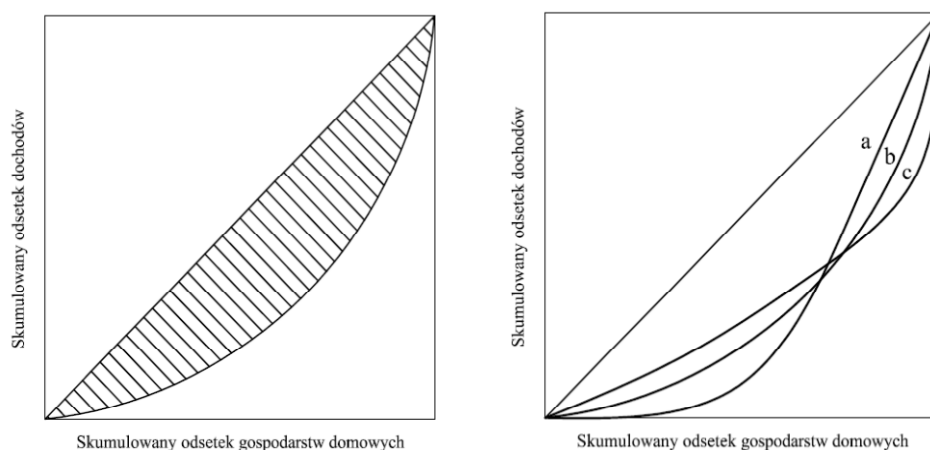 Skumulowany odsetek dochodów
Skumulowany odsetek gospodarstw domowych
Skumulowany odsetek dochodów
a
b
c
Skumulowany odsetek gospodarstw domowych